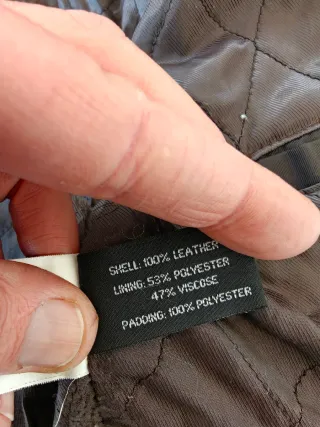 SHELL: 100% LEATHER
LINING: 53% POLYESTER
47% VISCOSE
PADDING: 100% POLYESTER